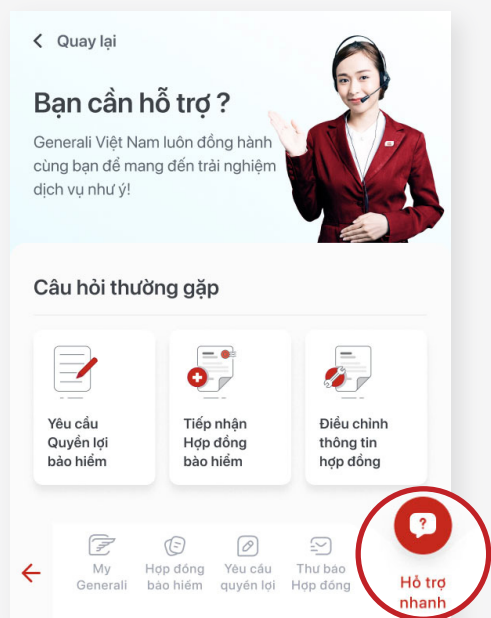 Quay lại
Bạn cần hỗ trợ ?
Generali Việt Nam luôn đồng hành
cùng bạn để mang đến trải nghiệm
dịch vụ như ý!
Câu hỏi thường gặp
Yêu cầu
Quyền lợi
bảo hiểm
Tiếp nhận
Hợp đồng
bảo hiểm
Điều chỉnh
thông tin
hợp đồng
?
My
Generali
Hợp đồng
bảo hiểm
Yêu cầu
quyền lợi
Thư báo
Hợp đồng
Hỗ trợ
nhanh